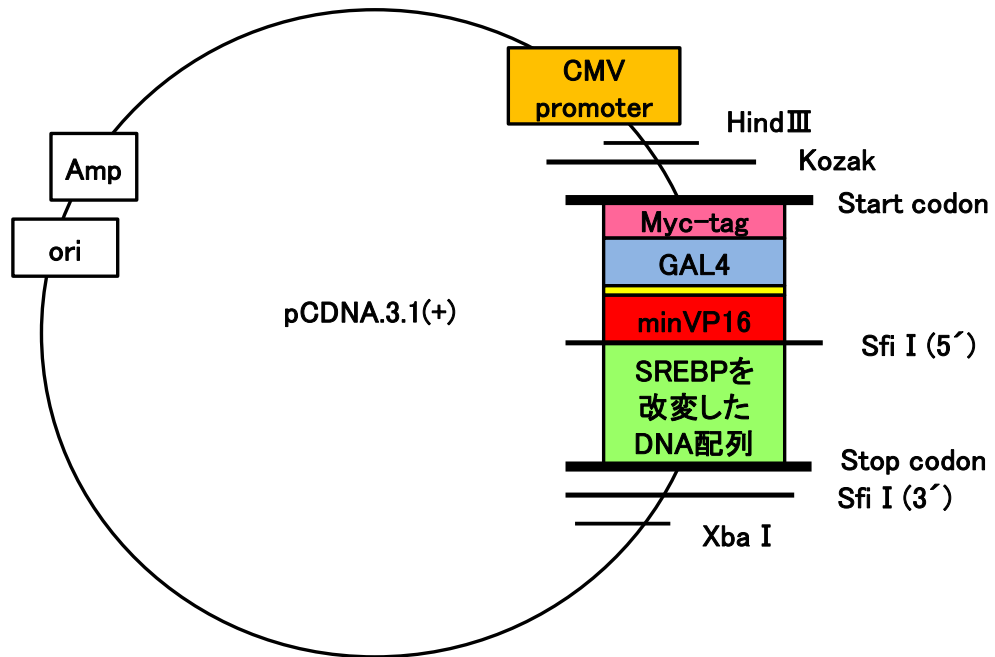 CMV
promoter
HindⅢ
Kozak
Amp
ori
Start codon
Myc-tag
GAL4
pCDNA.3.1(+)
minVP16
Sfi Ⅰ (5´)
SREBPを
改変した
DNA配列
Stop codon
Sfi Ⅰ (3´)
Xba Ⅰ